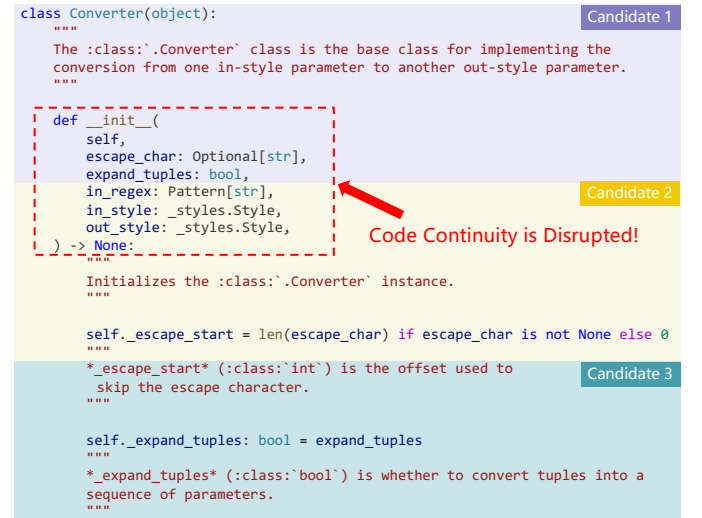 class Converter(object):
Candidate 1
"""
The :class:`.Converter` class is the base class for implementing the
conversion from one in-style parameter to another out-style parameter.
"""
def __init__(
self,
escape_char: Optional[str],
expand_tuples: bool,
in_regex: Pattern[str],
Candidate 2
in_style: _styles.Style,
out_style: _styles.Style,
) -> None:
Code Continuity is Disrupted!
"""
Initializes the :class:`.Converter` instance.
"""
self._escape_start = len(escape_char) if escape_char is not None else 0
"""
*_escape_start* (:class:`int`) is the offset used to
Candidate 3
skip the escape character.
"""
self._expand_tuples: bool = expand_tuples
"""
*_expand_tuples* (:class:`bool`) is whether to convert tuples into a
sequence of parameters.
"""